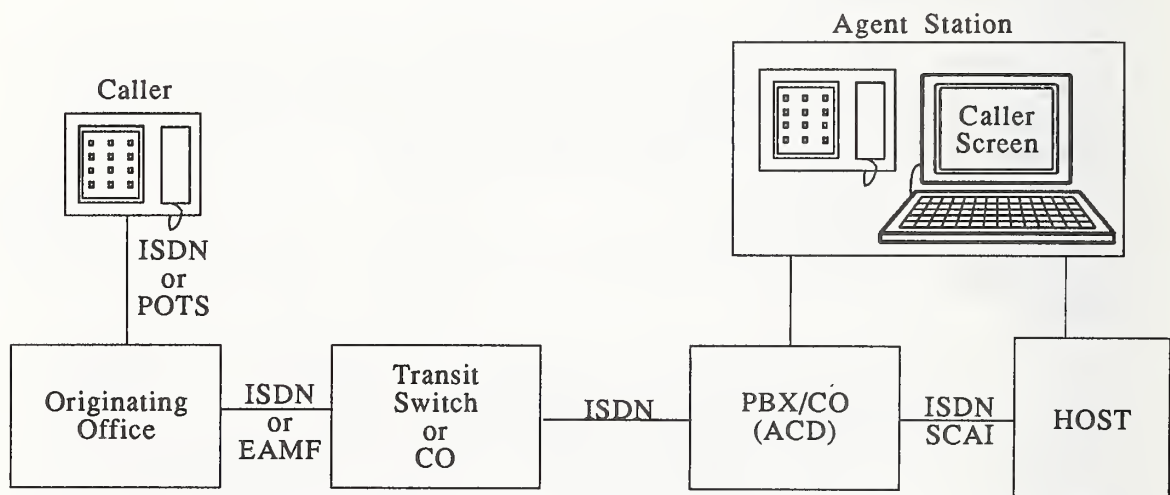 Agent Station
Caller
Caller
Screen
ISDN
or
POTS
Originating
Office
ISDN
or
EAMF
Transit
Switch
or
CO
ISDN
PBX/CO
(ACD)
ISDN
SCAI
HOST